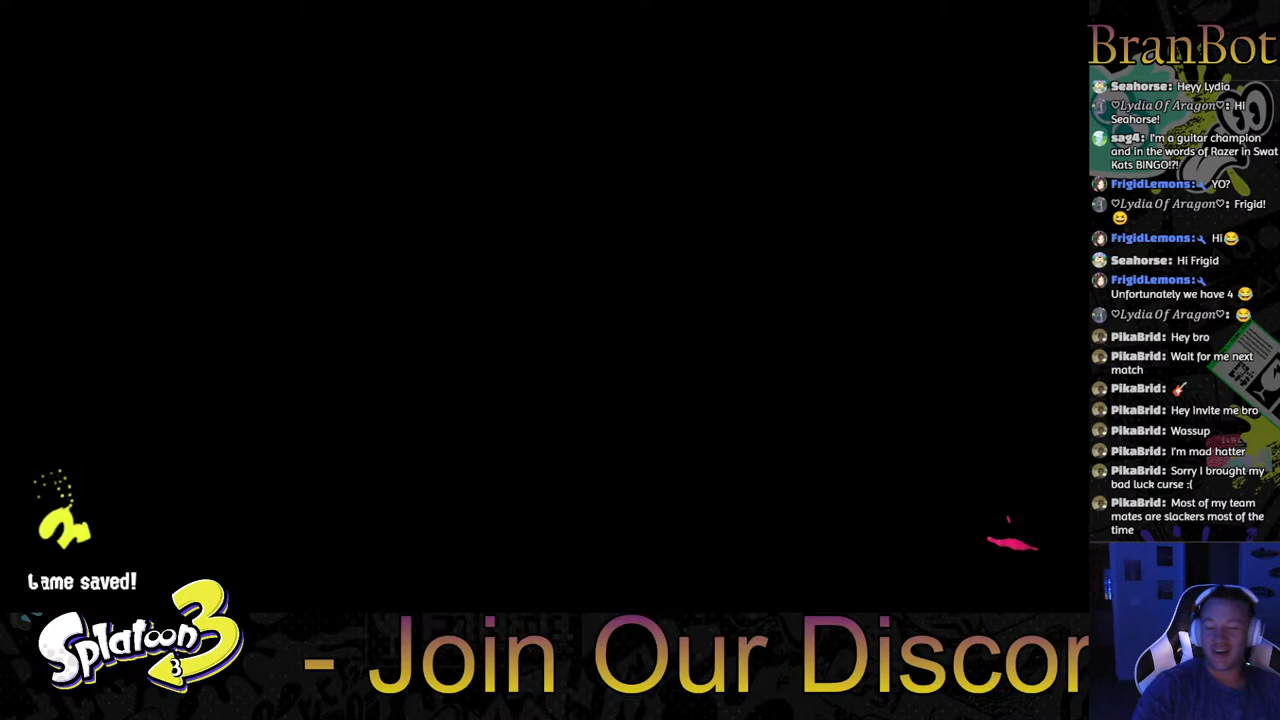 BranBot
Seahorse: Heyy Lydia
♡Lydia Of Aragon♡: Hi
Seahorse!
sag4: I'm a guitar champion
and in the words of Razer in Swat
Kats BINGO!?!
FrigidLemons: YO?
♡Lydia Of Aragon♡: Frigid!
😆
FrigidLemons: Hi😂
Seahorse: Hi Frigid
FrigidLemons:
Unfortunately we have 4 😂
♡Lydia Of Aragon♡: 😂
PikaBrid: Hey bro
PikaBrid: Wait for me next
match
PikaBrid: 🎸
PikaBrid: Hey invite me bro
PikaBrid: Wassup
PikaBrid: I'm mad hatter
PikaBrid: Sorry I brought my
bad luck curse :(
PikaBrid: Most of my team
mates are slackers most of the
time
Game saved!
Splatoon 3
- Join Our Discor